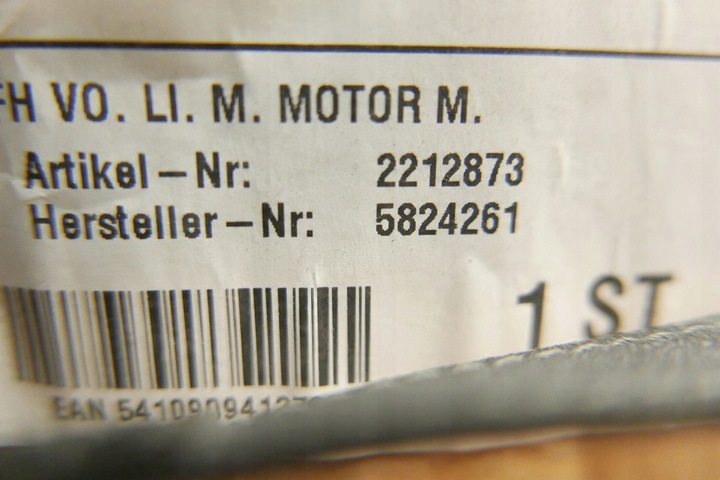 FH VO. LI. M. MOTOR M.
Artikel-Nr: 2212873
Hersteller-Nr: 5824261
1 ST
EAN